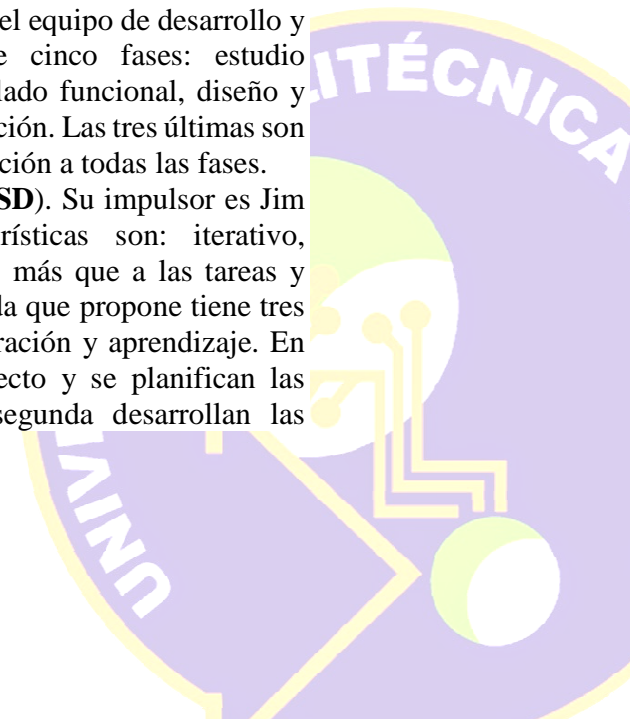 el equipo de desarrollo y
e cinco fases: estudio
lado funcional, diseño y
ción. Las tres últimas son
ción a todas las fases.
SD). Su impulsor es Jim
rísticas son: iterativo,
más que a las tareas y
da que propone tiene tres
ración y aprendizaje. En
ecto y se planifican las
segunda desarrollan las
ITÉCNICA
UNIV